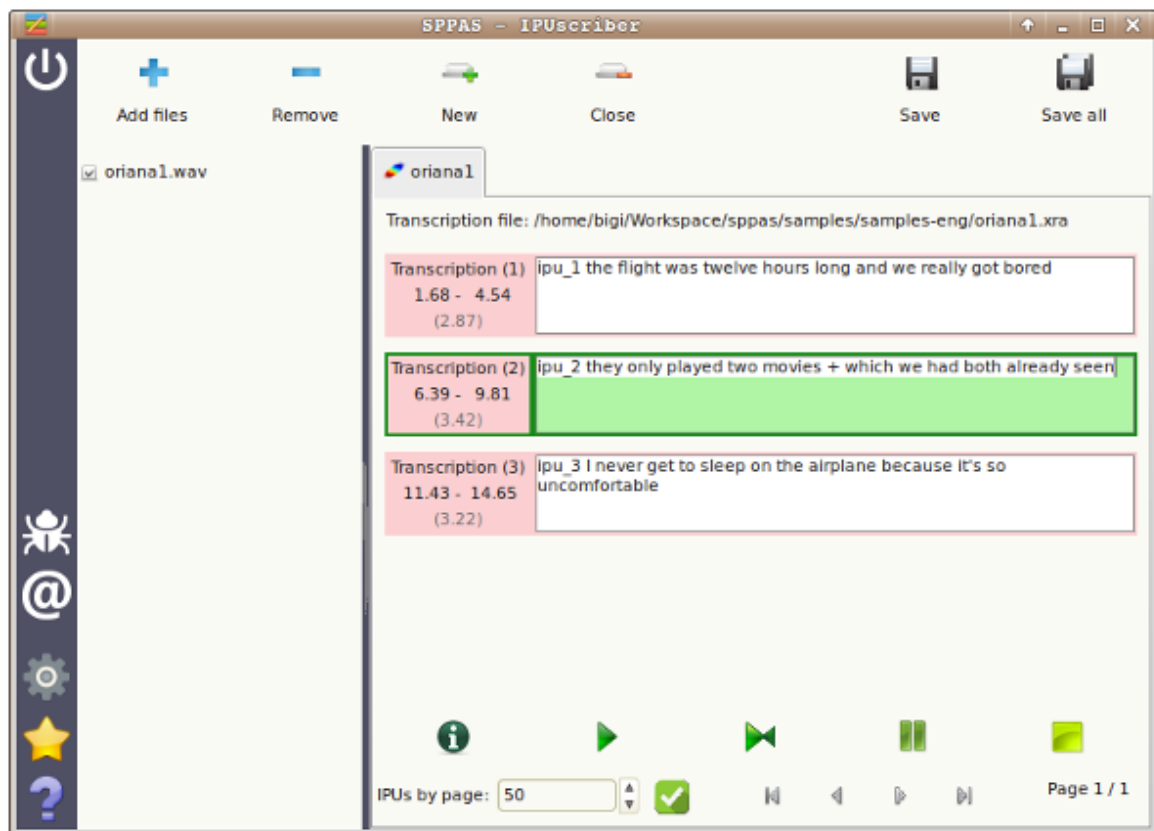 SPPAS - IPUscriber
Add files
Remove
New
Close
Save
Save all
oriana1.wav
oriana1
Transcription file: /home/bigi/Workspace/sppas/samples/samples-eng/oriana1.xra
Transcription (1)
1.68 - 4.54
(2.87)
ipu_1 the flight was twelve hours long and we really got bored
Transcription (2)
6.39 - 9.81
(3.42)
ipu_2 they only played two movies + which we had both already seen
Transcription (3)
11.43 - 14.65
(3.22)
ipu_3 I never get to sleep on the airplane because it's so
uncomfortable
IPUs by page: 50
Page 1 / 1